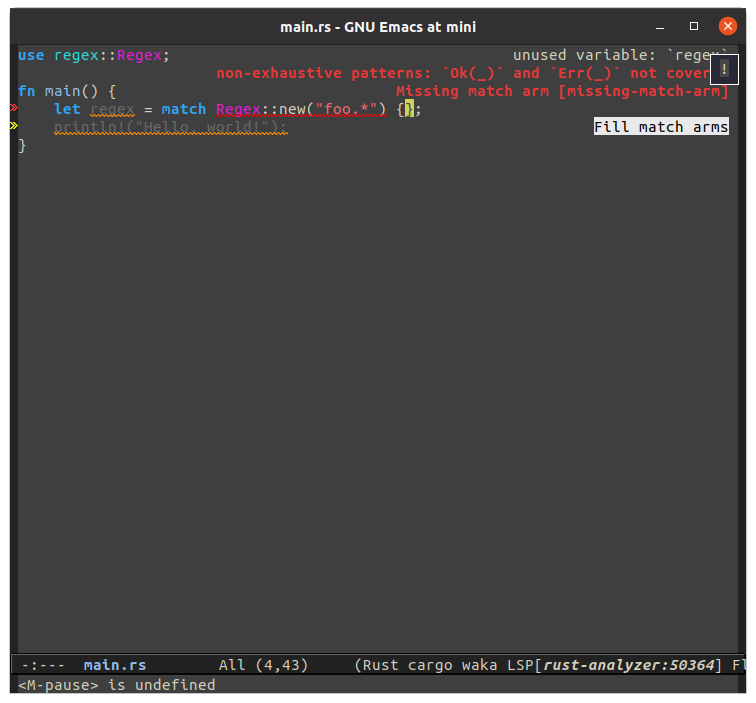 main.rs - GNU Emacs at mini
use regex::Regex; unused variable: `regex`
non-exhaustive patterns: `Ok(_)` and `Err(_)` not cover
!
fn main() { Missing match arm [missing-match-arm]
let regex = match Regex::new("foo.*") {};
println!("Hello, world!"); Fill match arms
}
-:--- main.rs All (4,43) (Rust cargo waka LSP[rust-analyzer:50364] Fl
<M-pause> is undefined